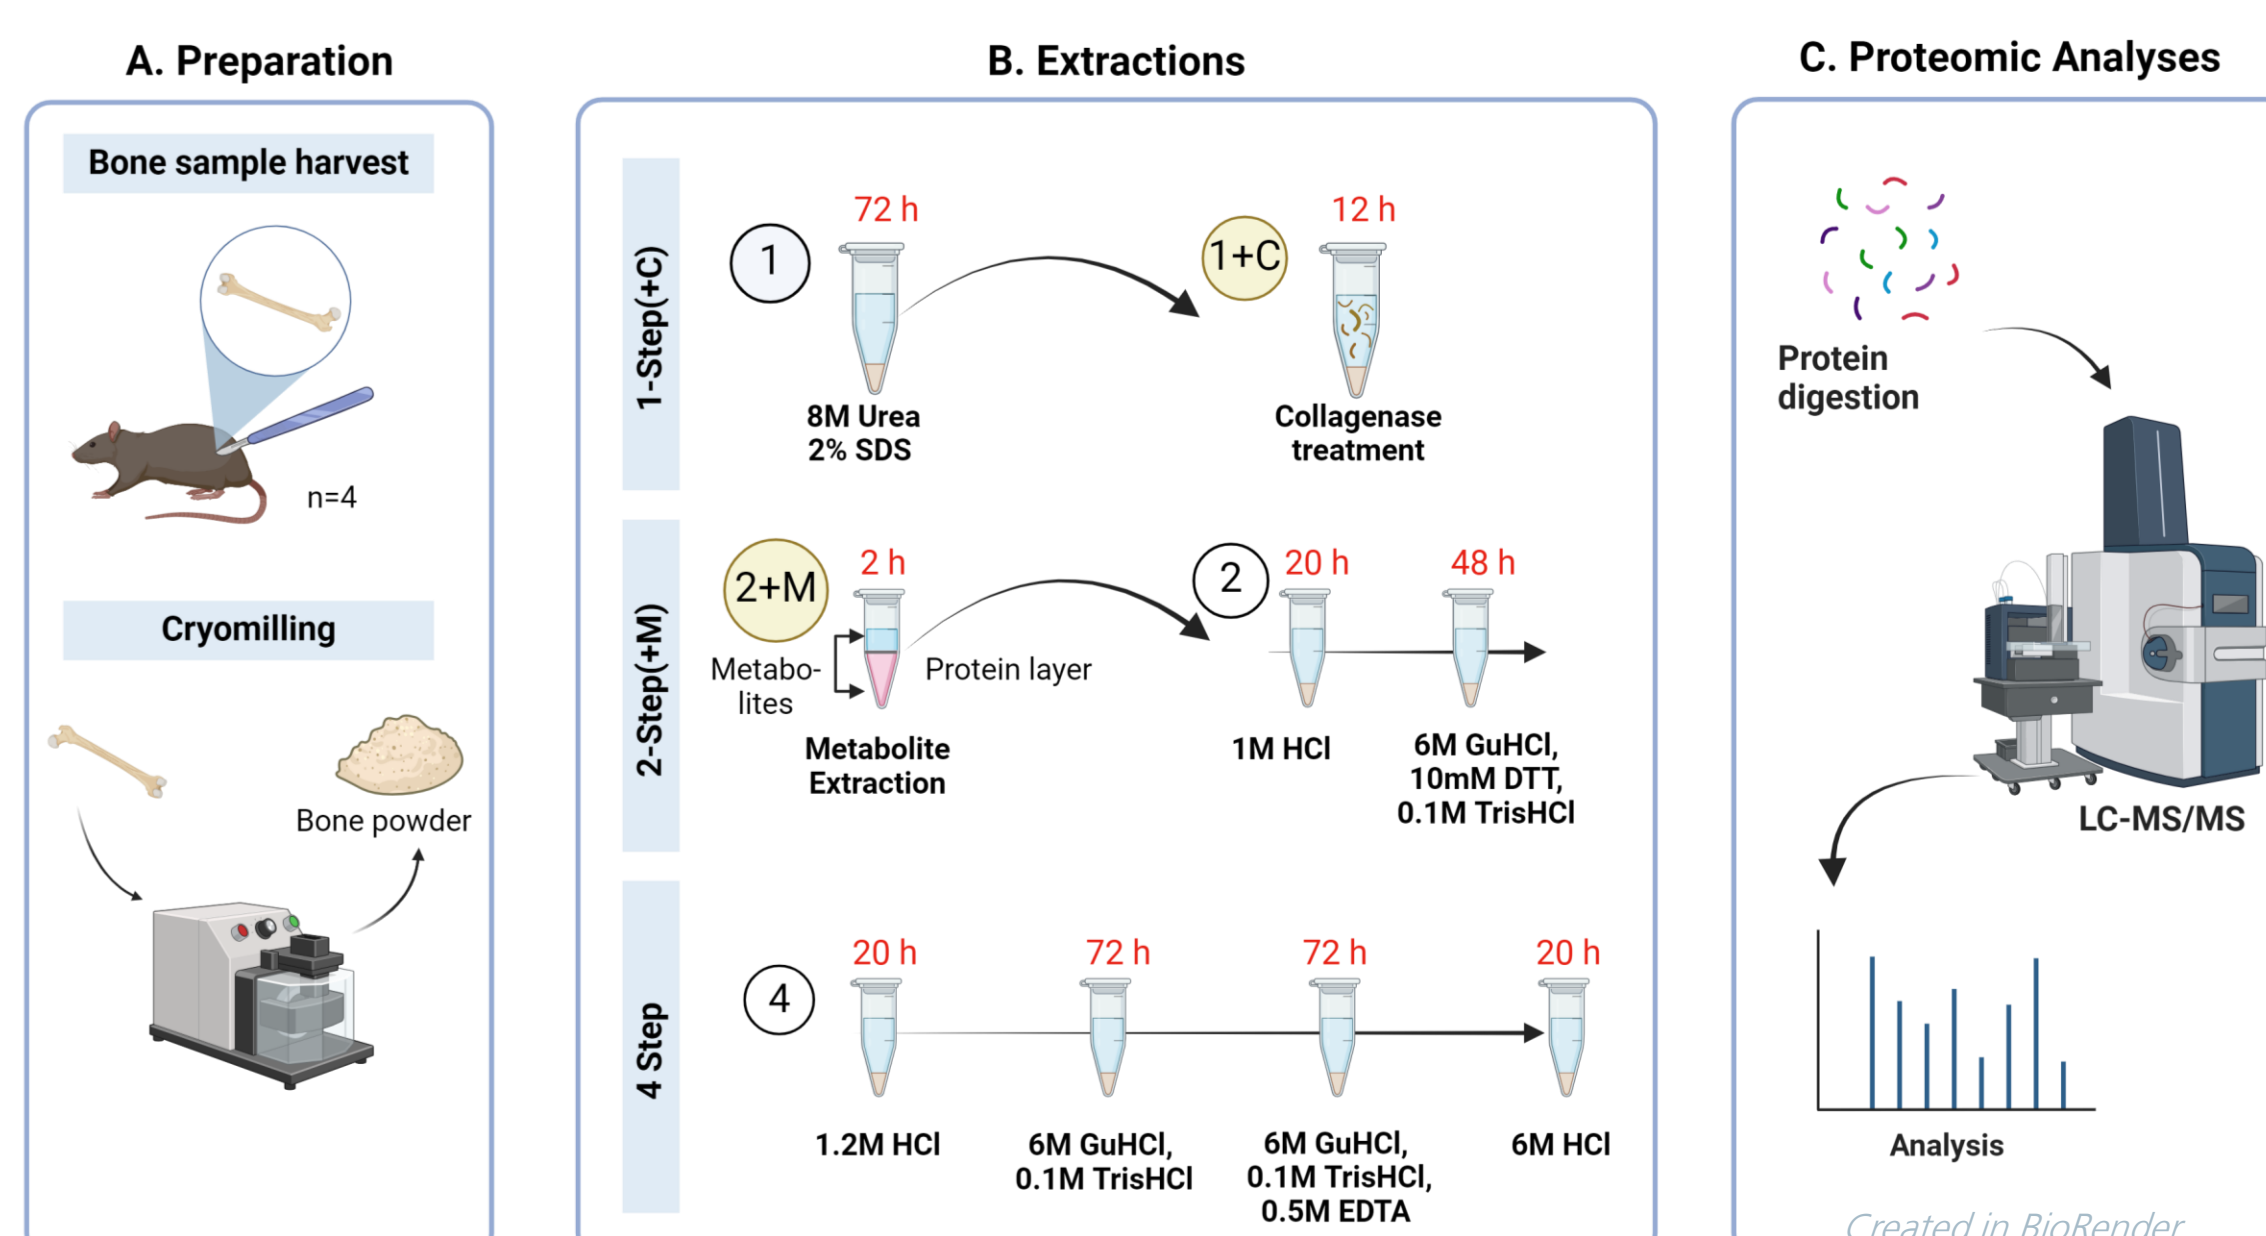 A. Preparation
Bone sample harvest
n=4
Cryomilling
Bone powder
B. Extractions
1-Step(+C)
1
72 h
8M Urea
2% SDS
1+C
12 h
Collagenase
treatment
2-Step(+M)
2+M
2 h
Metabo-
lites
Protein layer
Metabolite
Extraction
2
20 h
1M HCl
48 h
6M GuHCl,
10mM DTT,
0.1M TrisHCl
4 Step
4
20 h
1.2M HCl
72 h
6M GuHCl,
0.1M TrisHCl
72 h
6M GuHCl,
0.1M TrisHCl,
0.5M EDTA
20 h
6M HCl
C. Proteomic Analyses
Protein
digestion
LC-MS/MS
Analysis
Created in BioRender